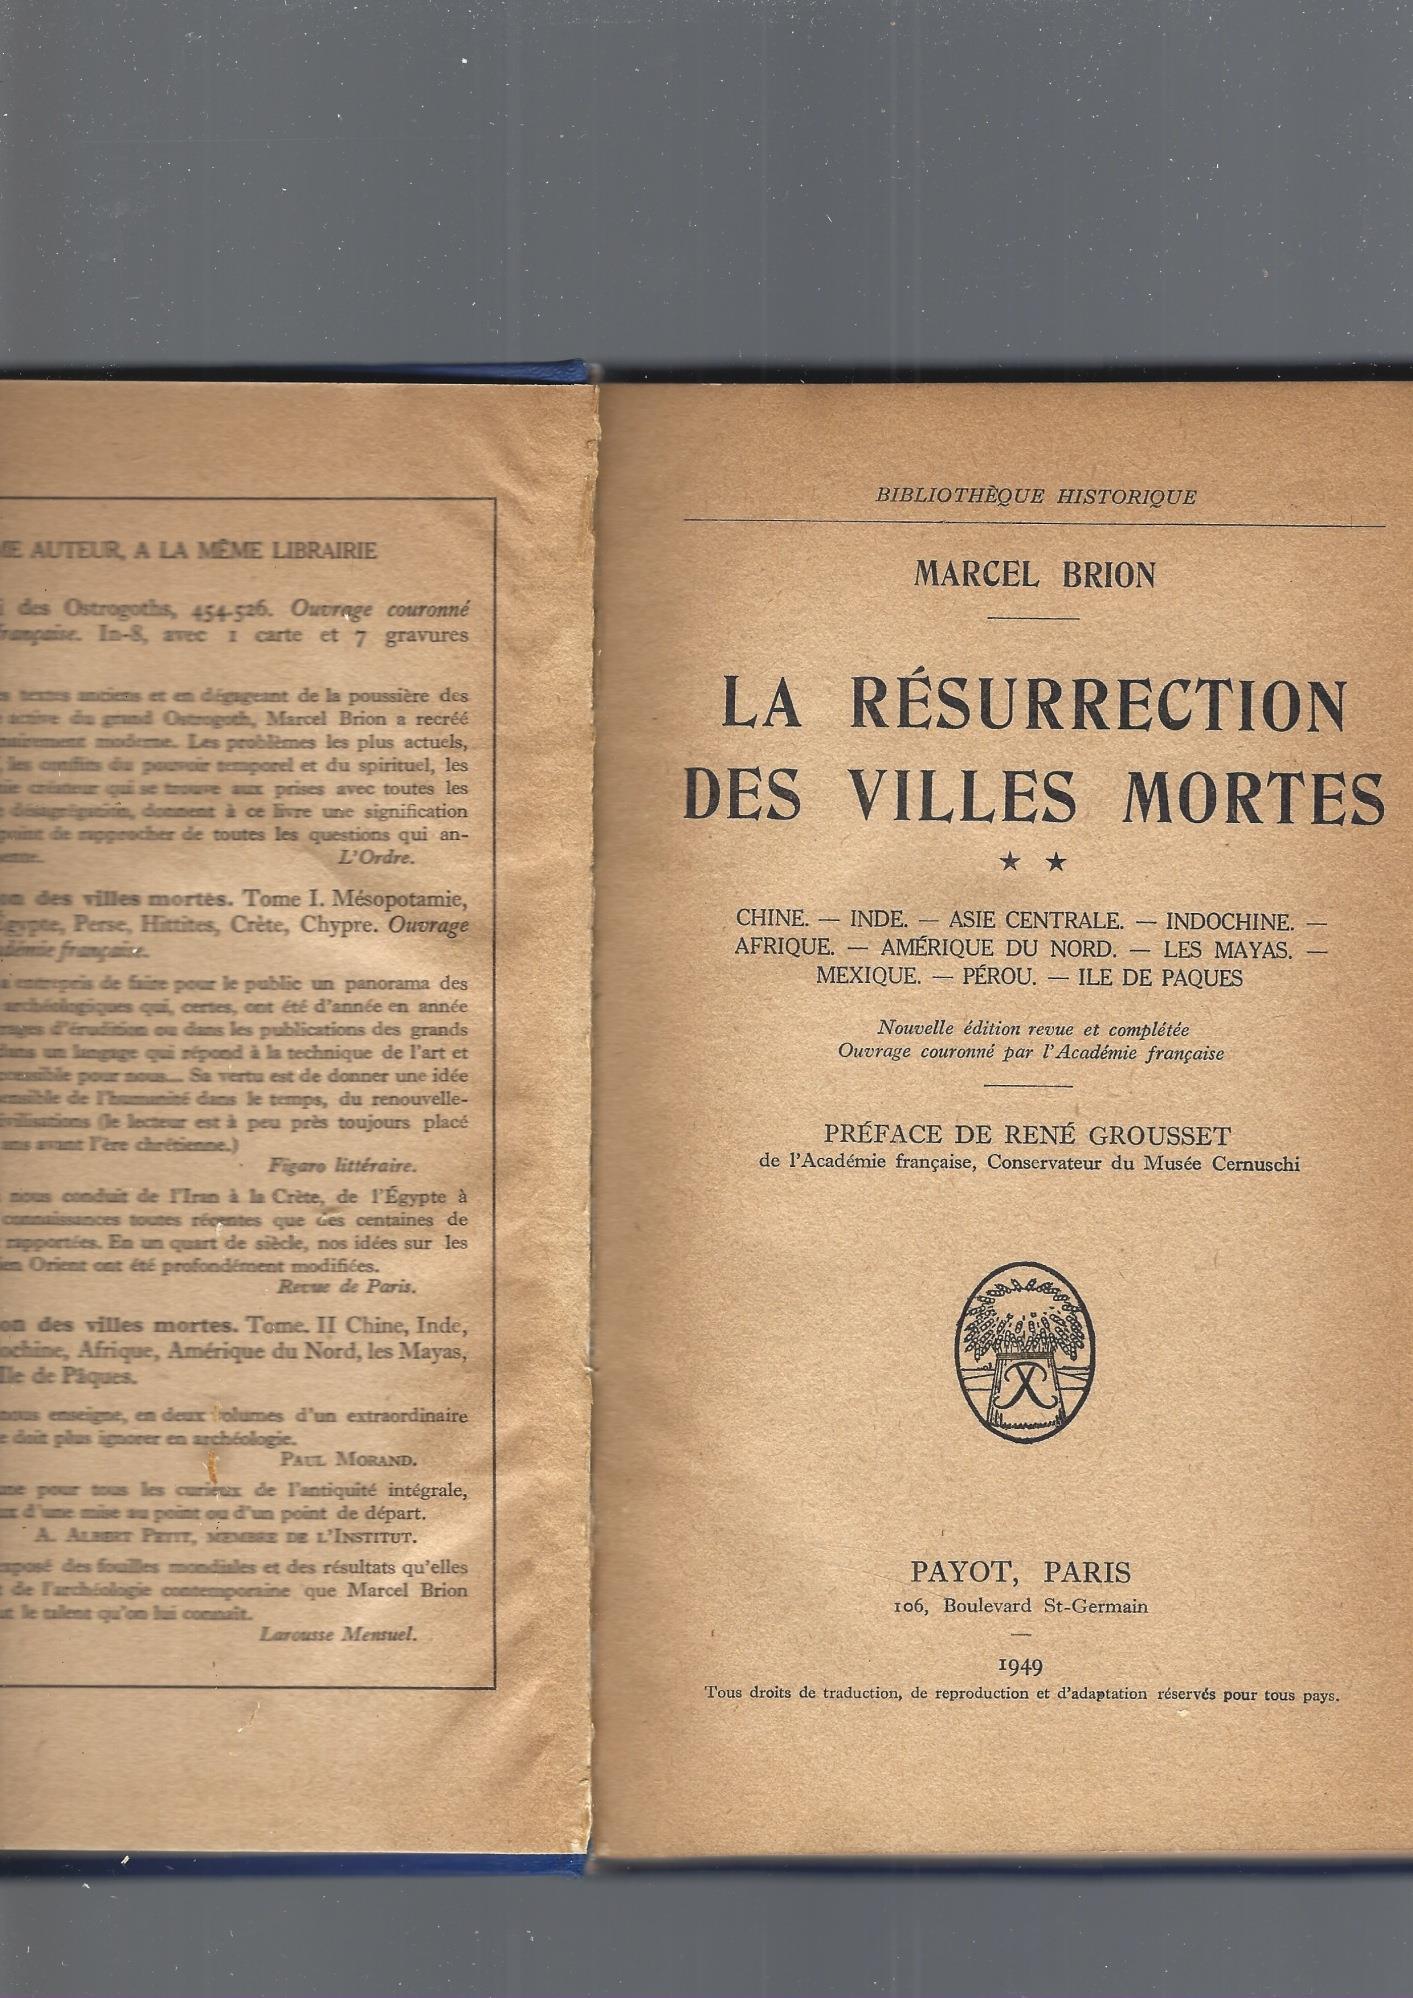 ME AUTEUR, A LA MÊME LIBRAIRIE
i des Ostrogoths, 454-526. Ouvrage couronné
française. In-8, avec 1 carte et 7 gravures
s textes anciens et en dégageant de la poussière des
active du grand Ostrogoth, Marcel Brion a recréé
moderne. Les problèmes les plus actuels,
les conflits du pouvoir temporel et du spirituel, les
qui se trouve aux prises avec toutes les
désagrégation, donnent à ce livre une signification
point de rapprocher de toutes les questions qui an-
L'Ordre.
on des villes mortes. Tome I. Mésopotamie,
Égypte, Perse, Hittites, Crète, Chypre. Ouvrage
démie française.
a entrepris de faire pour le public un panorama des
archéologiques qui, certes, ont été d'année en année
rages d'érudition ou dans les publications des grands
dans un langage qui répond à la technique de l'art et
pour nous... Sa vertu est de donner une idée
de l'humanité dans le temps, du renouvelle-
(le lecteur est à peu près toujours placé
ans avant l'ère chrétienne.)
Figaro littéraire.
nous conduit de l'Iran à la Crète, de l'Égypte à
connaissances toutes récentes que des centaines de
rapportées. En un quart de siècle, nos idées sur les
ien Orient ont été profondément modifiées.
Revue de Paris.
on des villes mortes. Tome. II Chine, Inde,
ochine, Afrique, Amérique du Nord, les Mayas,
Ile de Pâques.
nous enseigne, en deux volumes d'un extraordinaire
e doit plus ignorer en archéologie.
PAUL MORAND.
pour tous les curieux de l'antiquité intégrale,
d'une mise au point ou d'un point de départ.
A. ALBERT PETIT, MEMBRE DE L'INSTITUT.
xposé des fouilles mondiales et des résultats qu'elles
t de l'archéologie contemporaine que Marcel Brion
le talent qu'on lui connaît.
Larousse Mensuel.
BIBLIOTHÈQUE HISTORIQUE
MARCEL BRION
LA RÉSURRECTION
DES VILLES MORTES
★ ★
CHINE. — INDE. — ASIE CENTRALE. — INDOCHINE. —
AFRIQUE. — AMÉRIQUE DU NORD. — LES MAYAS. —
MEXIQUE. — PÉROU. — ILE DE PAQUES
Nouvelle édition revue et complétée
Ouvrage couronné par l'Académie française
PRÉFACE DE RENÉ GROUSSET
de l'Académie française, Conservateur du Musée Cernuschi
PAYOT, PARIS
106, Boulevard St-Germain
1949
Tous droits de traduction, de reproduction et d'adaptation réservés pour tous pays.